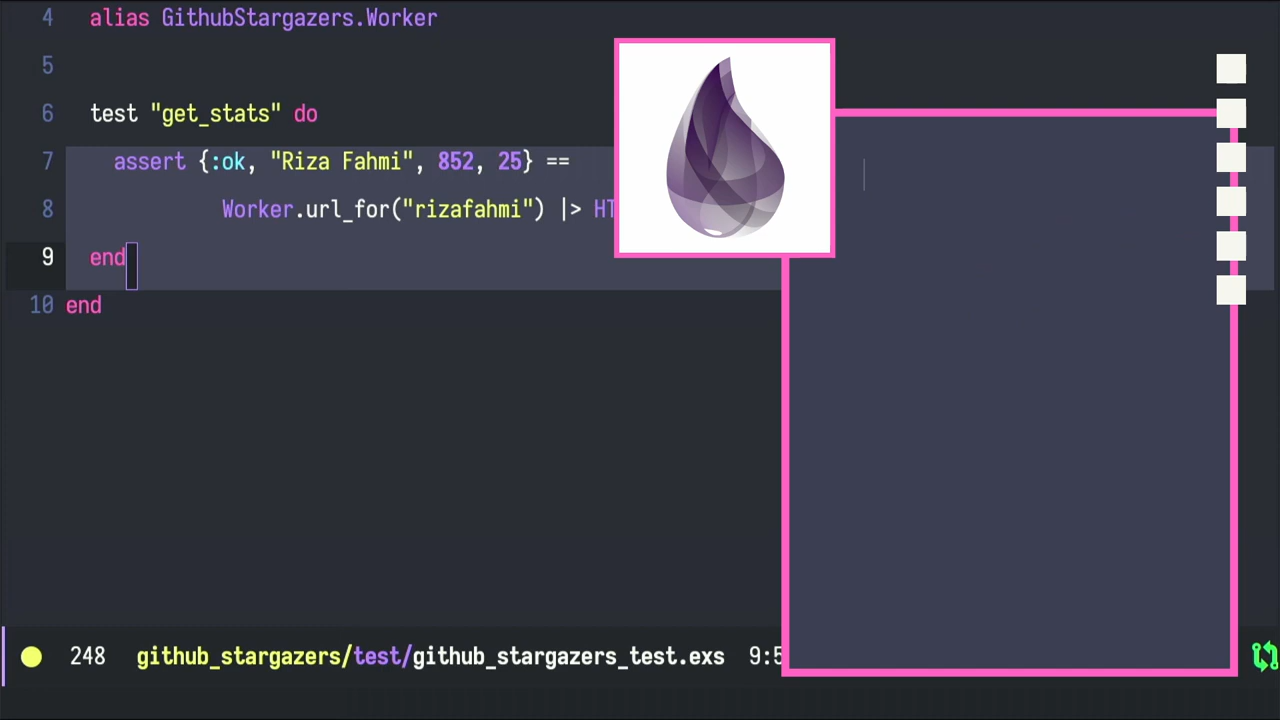 4 alias GithubStargazers.Worker
5
6 test "get_stats" do
7 assert {:ok, "Riza Fahmi", 852, 25} ==
8 Worker.url_for("rizafahmi") |> HT
9 end
10 end
248 github_stargazers/test/github_stargazers_test.exs 9:5